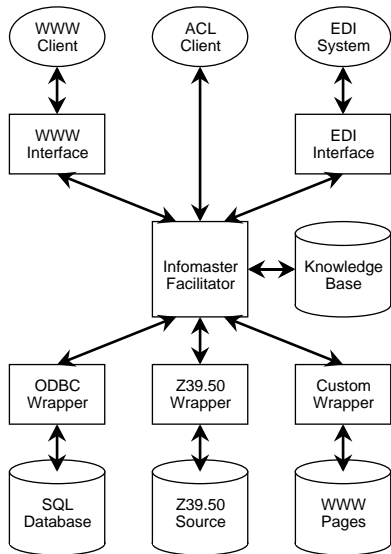 WWW
Client
ACL
Client
EDI
System
WWW
Interface
EDI
Interface
Infomaster
Facilitator
Knowledge
Base
ODBC
Wrapper
Z39.50
Wrapper
Custom
Wrapper
SQL
Database
Z39.50
Source
WWW
Pages